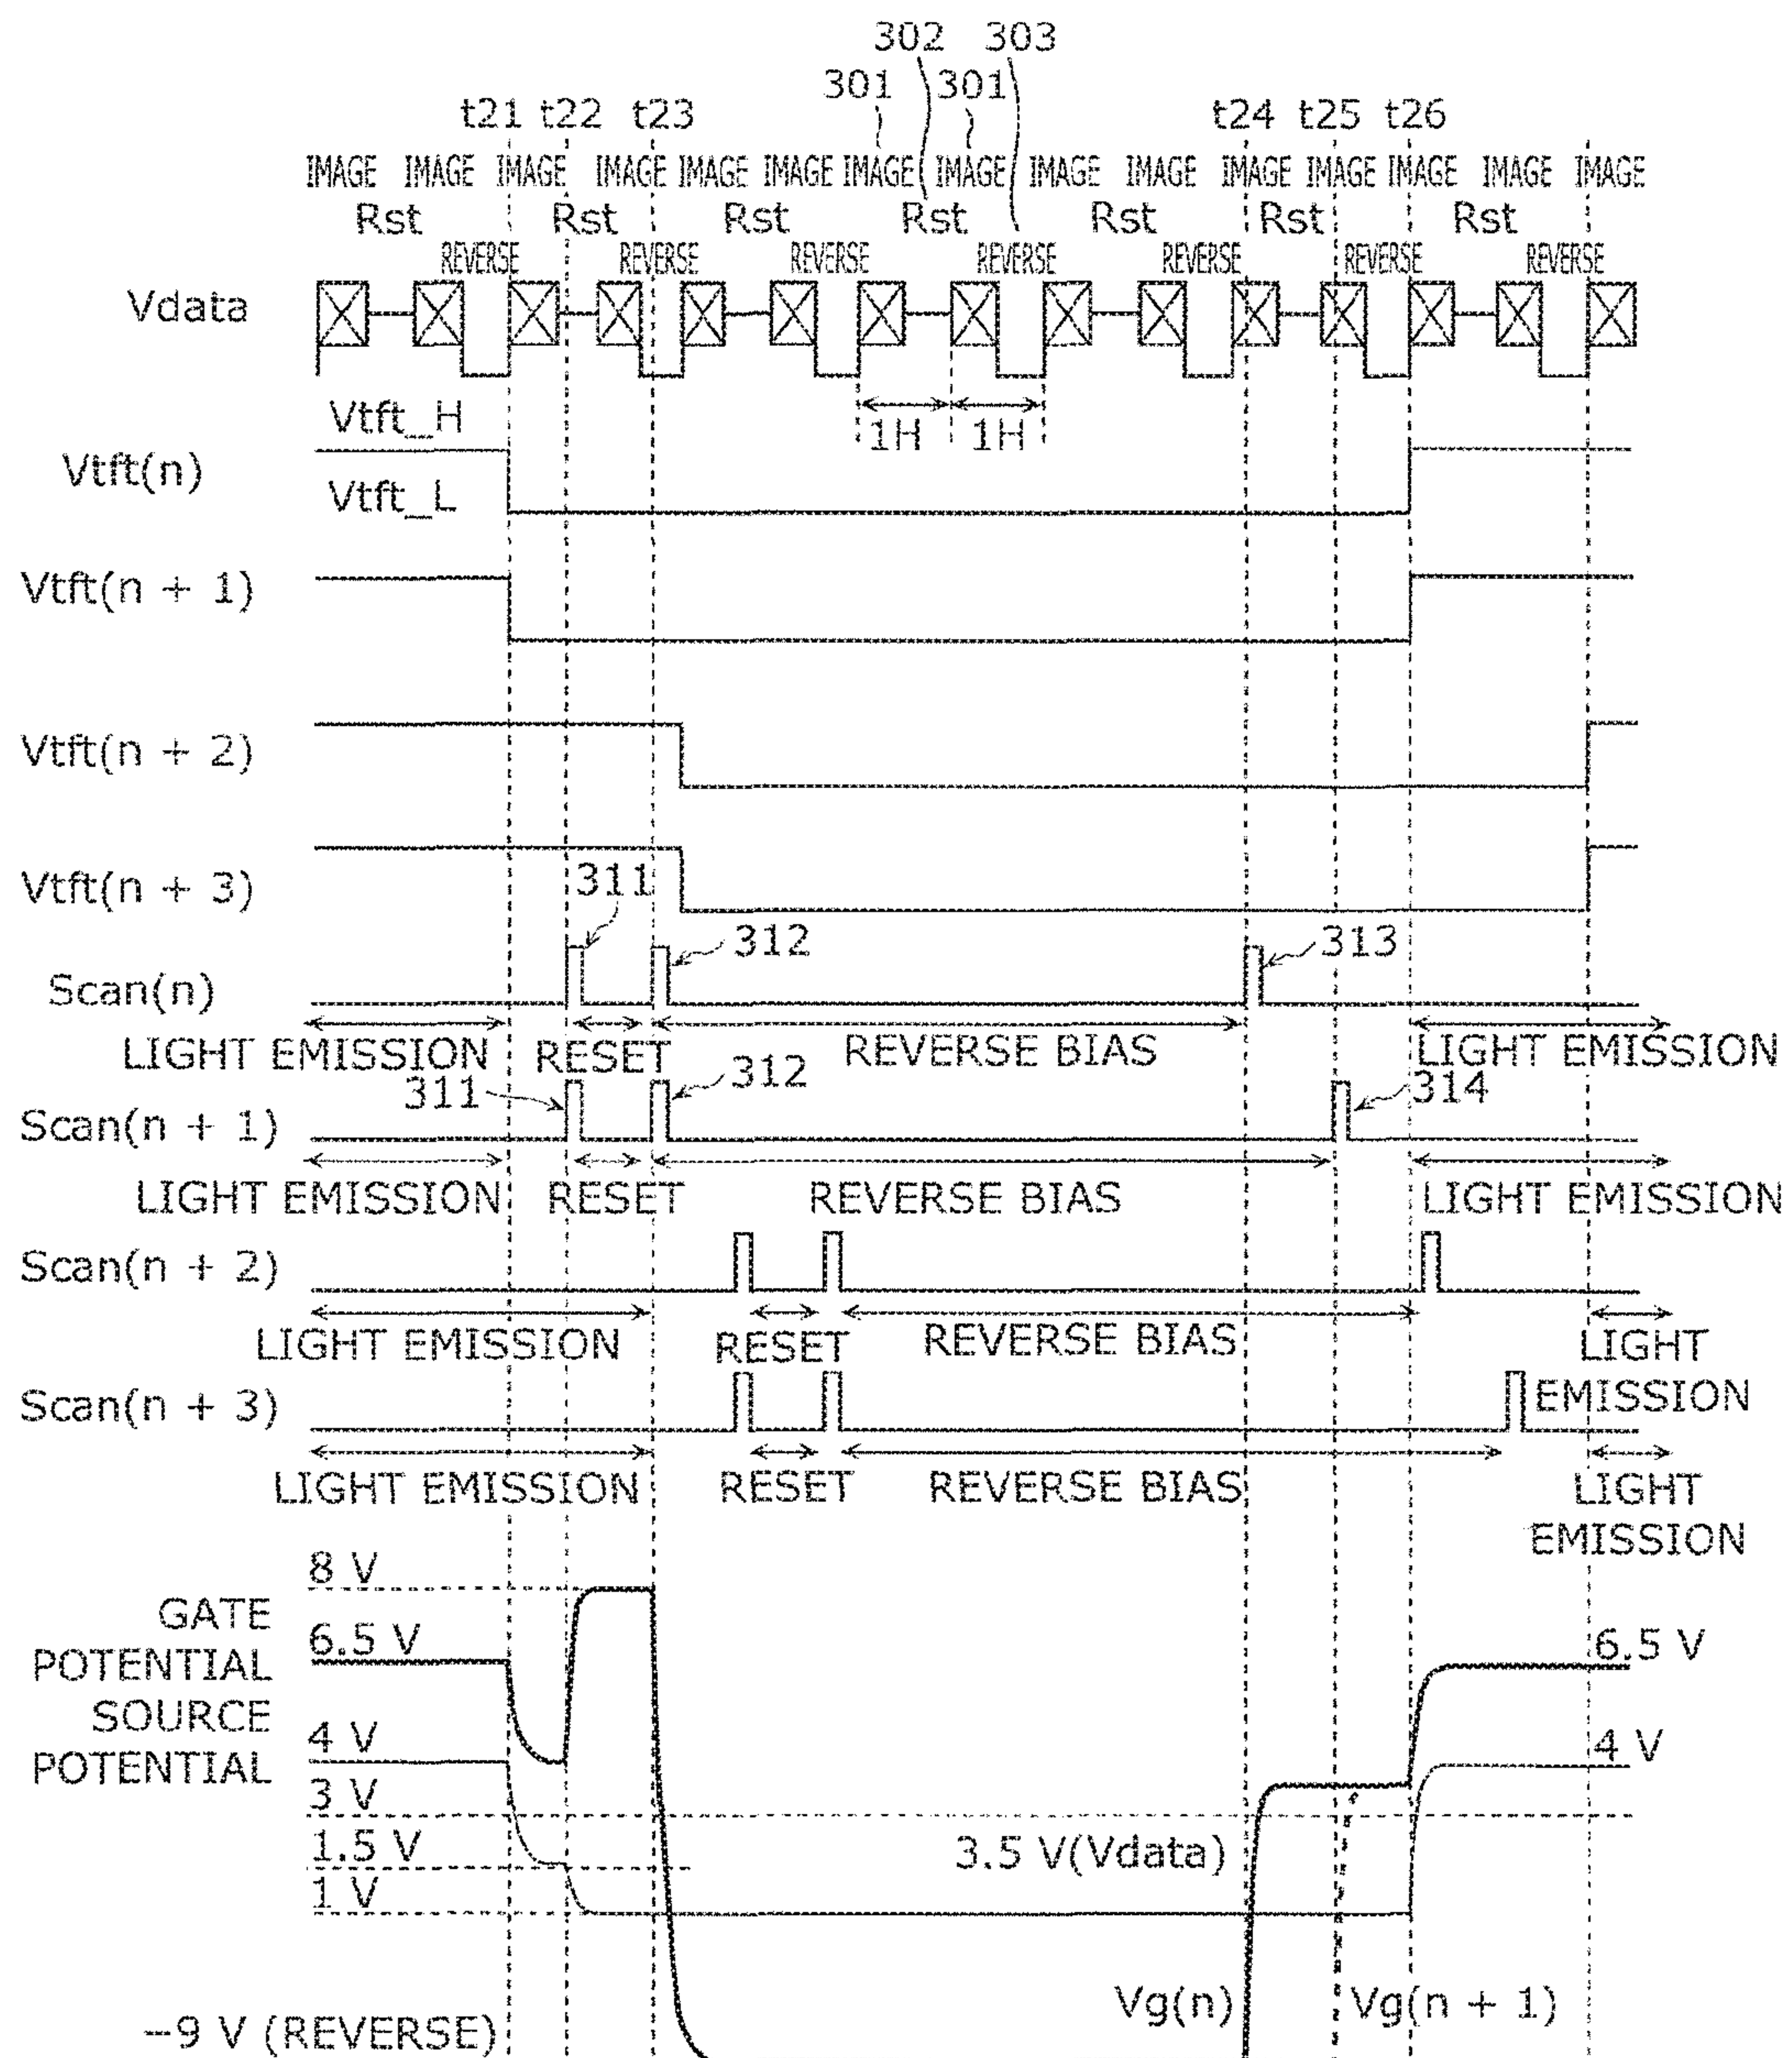 302 303
301 301
t21 t22 t23 t24 t25 t26
IMAGE IMAGE IMAGE IMAGE IMAGE IMAGE IMAGE IMAGE IMAGE IMAGE IMAGE IMAGE IMAGE IMAGE IMAGE
Rst Rst Rst Rst Rst Rst Rst
REVERSE REVERSE REVERSE REVERSE REVERSE REVERSE REVERSE
Vdata
Vtft_H
1H 1H
Vtft(n)
Vtft_L
Vtft(n + 1)
Vtft(n + 2)
Vtft(n + 3)
311
312 313
Scan(n)
LIGHT EMISSION RESET REVERSE BIAS LIGHT EMISSION
311 312 314
Scan(n + 1)
LIGHT EMISSION RESET REVERSE BIAS LIGHT EMISSION
Scan(n + 2)
LIGHT EMISSION RESET REVERSE BIAS LIGHT
EMISSION
Scan(n + 3)
LIGHT EMISSION RESET REVERSE BIAS LIGHT
EMISSION
8 V
GATE
POTENTIAL
6.5 V 6.5 V
SOURCE
POTENTIAL
4 V 4 V
3 V
1.5 V 3.5 V(Vdata)
1 V
Vg(n) Vg(n + 1)
−9 V (REVERSE)